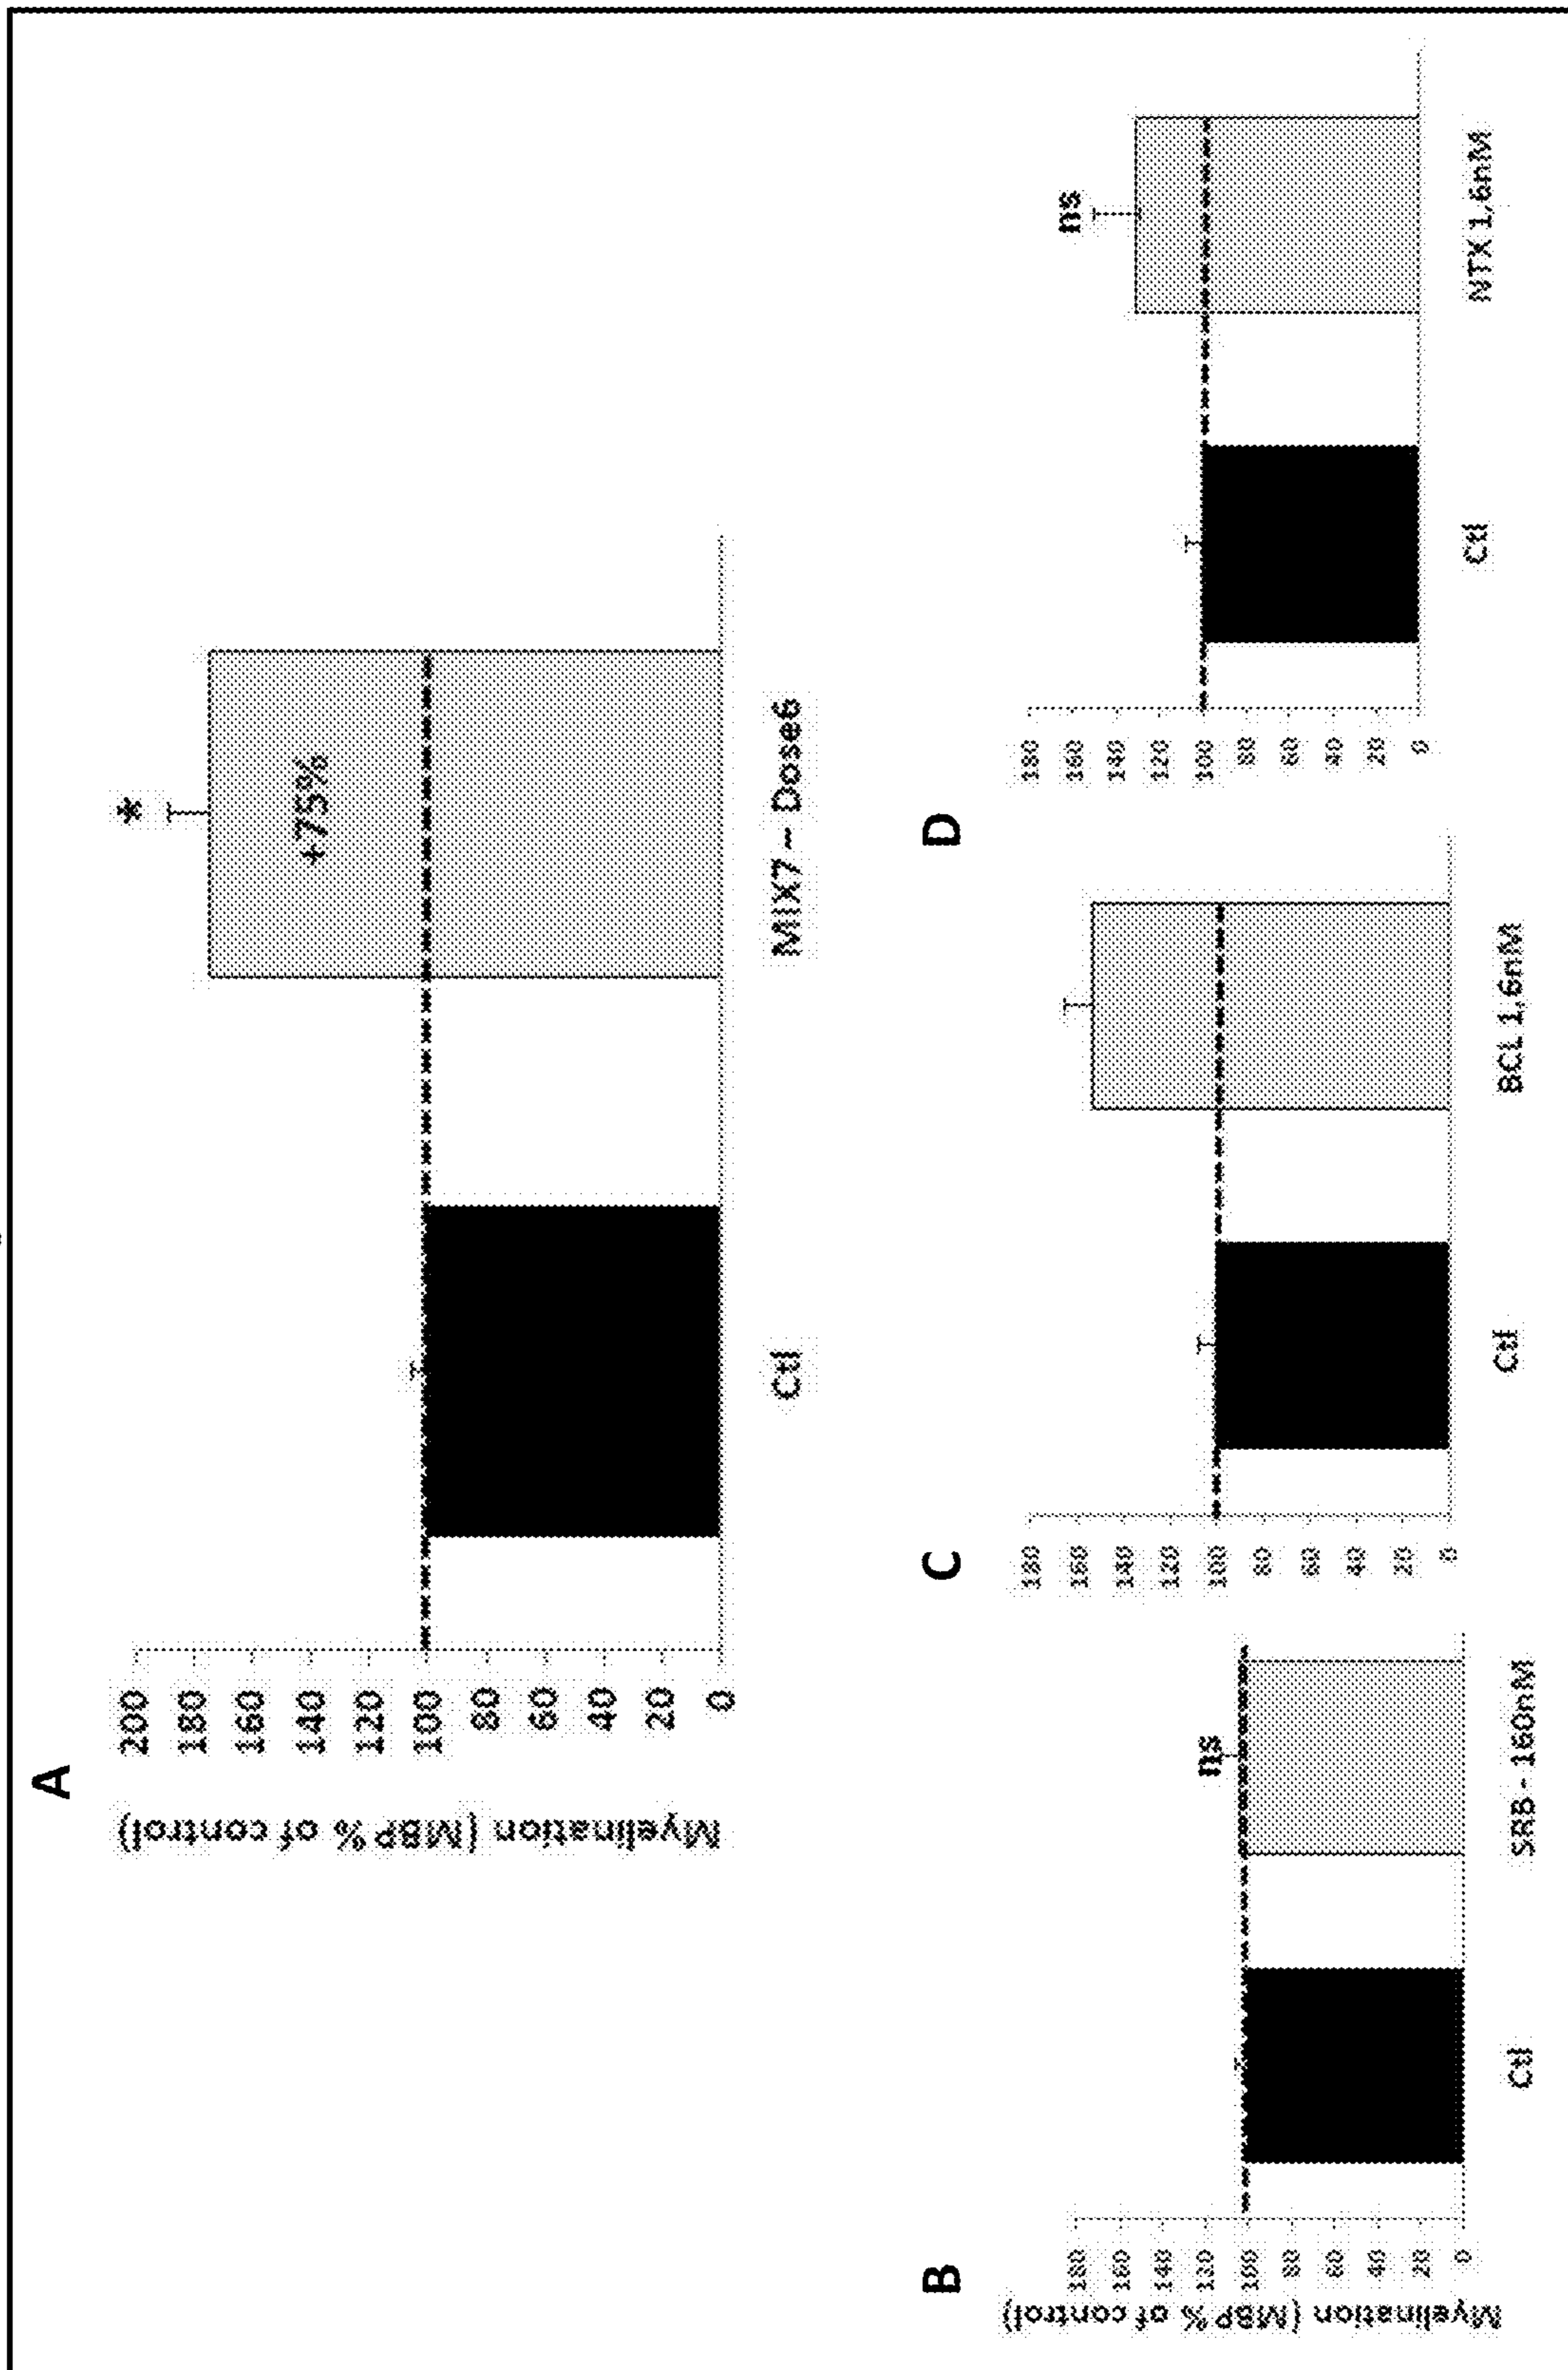 A
Myelination (MBP % of control)
200
180
160
140
120
100
80
60
40
20
0
*
+75%
Ctl
MIX7 – Dose6
B
Myelination (MBP % of control)
180
160
140
120
100
80
60
40
20
0
ns
Ctl
SRB - 160nM
C
180
160
140
120
100
80
60
40
20
0
Ctl
BCL 1,6nM
D
180
160
140
120
100
80
60
40
20
0
ns
Ctl
NTX 1,6nM